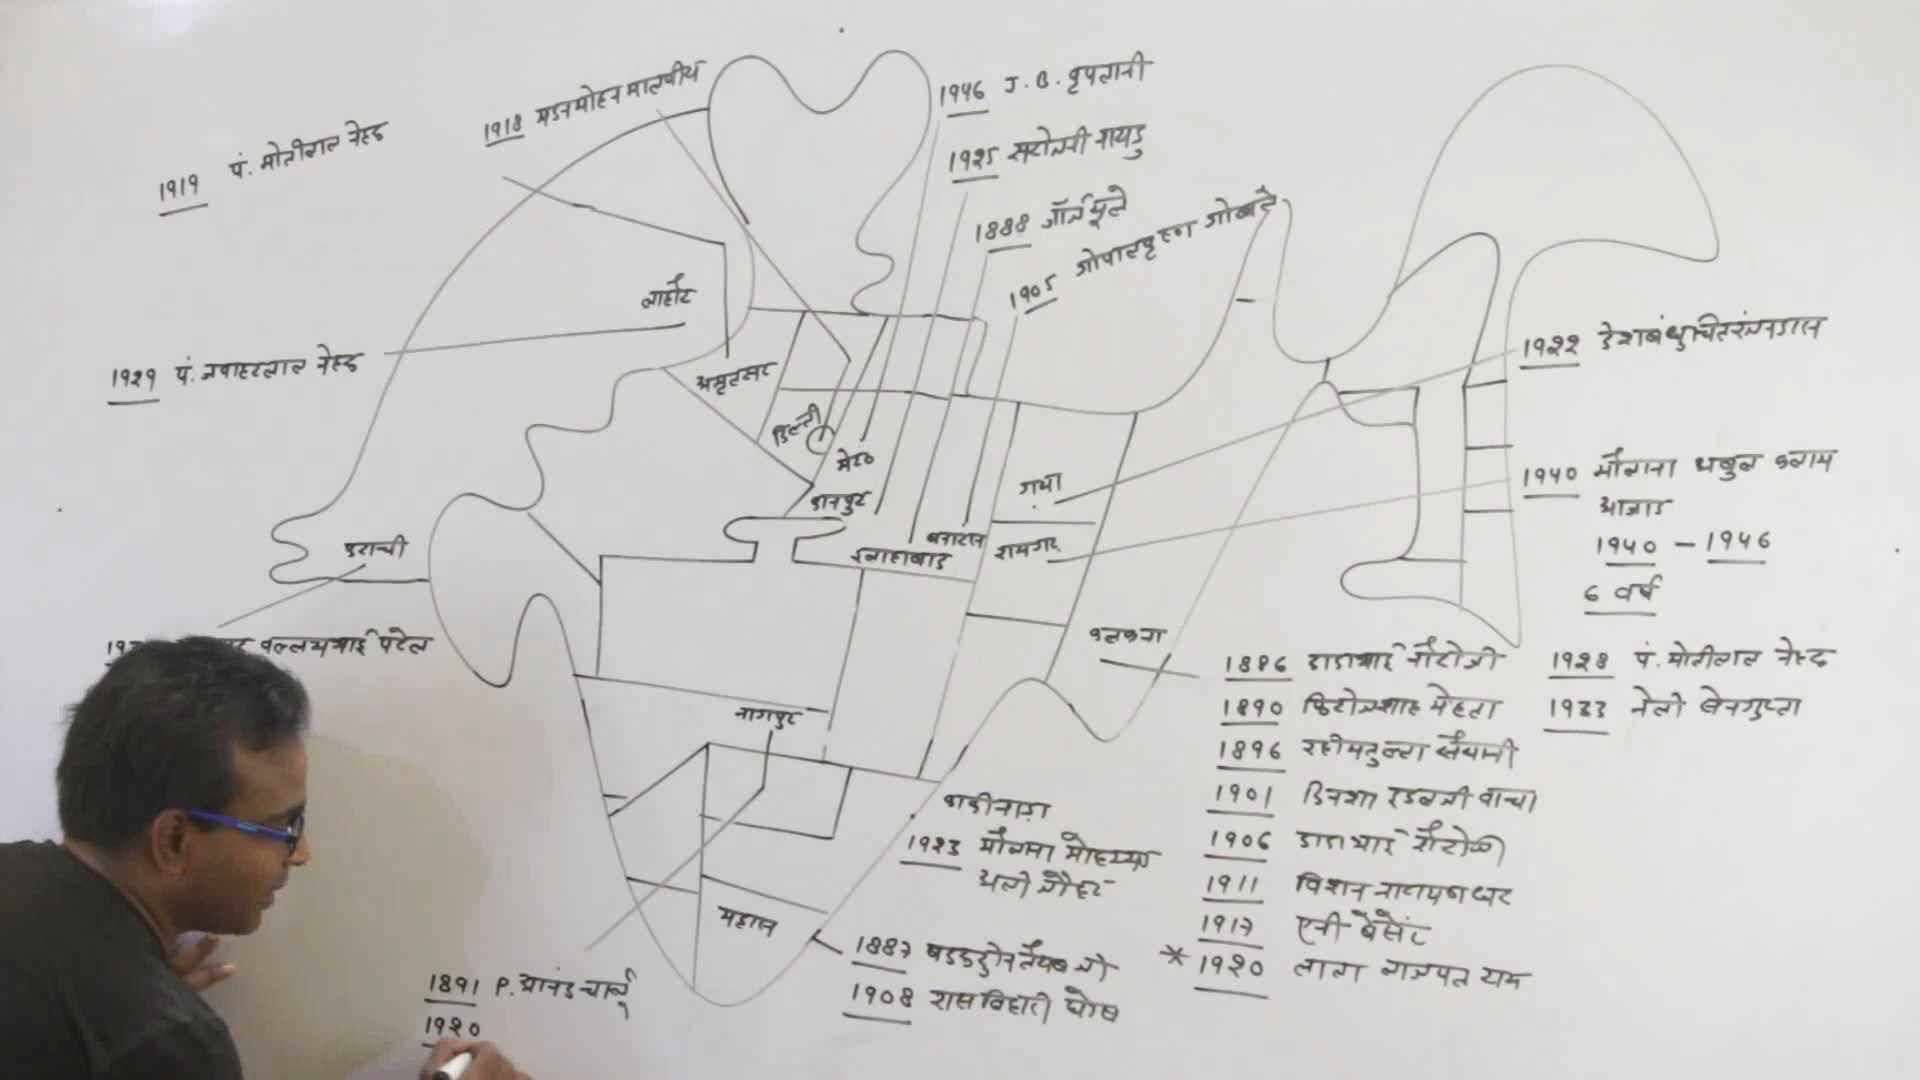 1919 पं. मोतीलाल नेहरू
1918 मदनमोहन मालवीय
1946 J. B. कृपलानी
1925 सरोजनी नायडु
1888 जॉर्ज यूले
1905 गोपालकृष्ण गोखले
लाहौर
1929 पं. जवाहरलाल नेहरू
अमृतसर
दिल्ली
मेरठ
कानपुर
इलाहाबाद
बनारस
गया
रामगढ़
कराची
वल्लभभाई पटेल
कलकत्ता
1922 देशबंधु चितरंजनदास
1940 मौलाना अबुल कलाम
आजाद
1940 – 1946
6 वर्ष
1886 दादाभाई नौरोजी
1890 फिरोजशाह मेहता
1896 रहीमतुल्ला सैयानी
1901 दिनशा इडलजी वाचा
1906 दादाभाई नौरोजी
1911 विशन नारायण धर
1917 एनी बेसेंट
* 1920 लाला लाजपत राय
1928 पं. मोतीलाल नेहरू
1933 नेली सेनगुप्ता
नागपुर
काकीनाड़ा
1923 मौलाना मोहम्मद
अली जौहर
मद्रास
1887 बदरुद्दीन तैयब जी
1908 रासबिहारी घोष
1891 P. आनंद चार्लू
1920